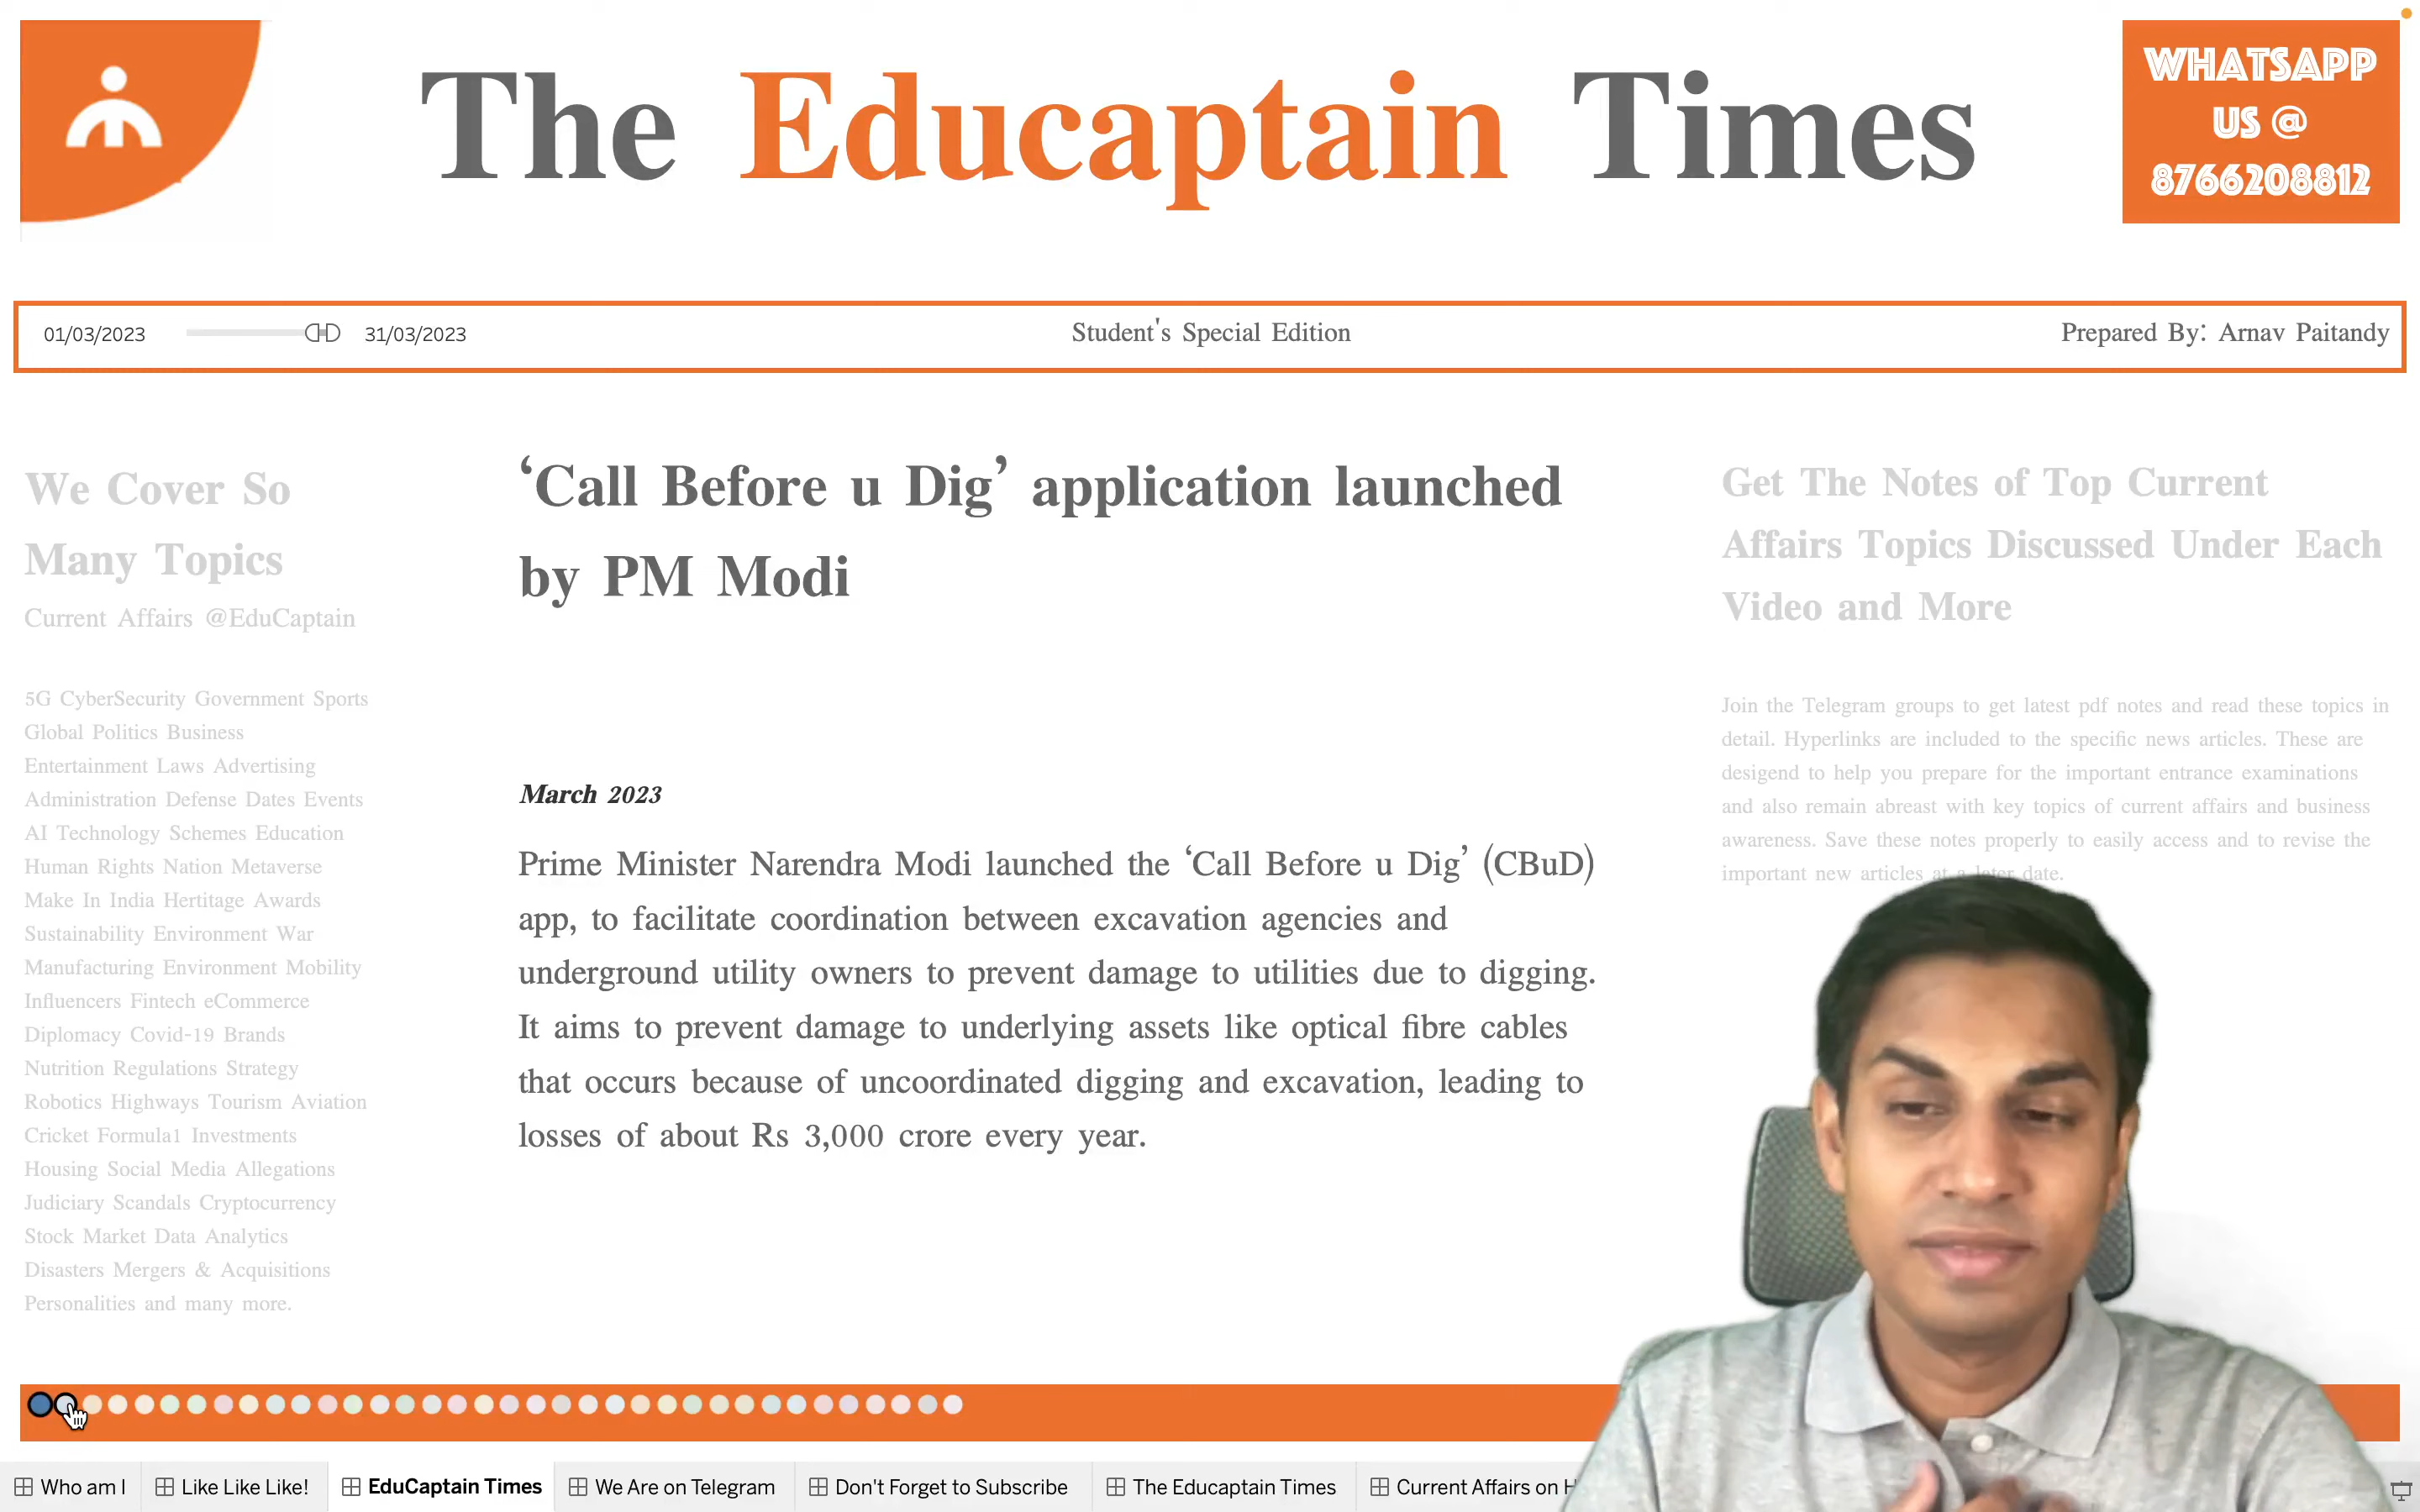 The Educaptain Times
WHATSAPP
US @
8766208812
01/03/2023
31/03/2023
Student's Special Edition
Prepared By: Arnav Paitandy
We Cover So
Many Topics
Current Affairs @EduCaptain
5G CyberSecurity Government Sports
Global Politics Business
Entertainment Laws Advertising
Administration Defense Dates Events
AI Technology Schemes Education
Human Rights Nation Metaverse
Make In India Hertitage Awards
Sustainability Environment War
Manufacturing Environment Mobility
Influencers Fintech eCommerce
Diplomacy Covid-19 Brands
Nutrition Regulations Strategy
Robotics Highways Tourism Aviation
Cricket Formula1 Investments
Housing Social Media Allegations
Judiciary Scandals Cryptocurrency
Stock Market Data Analytics
Disasters Mergers & Acquisitions
Personalities and many more.
‘Call Before u Dig’ application launched
by PM Modi
March 2023
Prime Minister Narendra Modi launched the ‘Call Before u Dig’ (CBuD)
app, to facilitate coordination between excavation agencies and
underground utility owners to prevent damage to utilities due to digging.
It aims to prevent damage to underlying assets like optical fibre cables
that occurs because of uncoordinated digging and excavation, leading to
losses of about Rs 3,000 crore every year.
Get The Notes of Top Current
Affairs Topics Discussed Under Each
Video and More
Join the Telegram groups to get latest pdf notes and read these topics in
detail. Hyperlinks are included to the specific news articles. These are
desigend to help you prepare for the important entrance examinations
and also remain abreast with key topics of current affairs and business
awareness. Save these notes properly to easily access and to revise the
important new articles at a later date.
Who am I
Like Like Like!
EduCaptain Times
We Are on Telegram
Don't Forget to Subscribe
The Educaptain Times
Current Affairs on